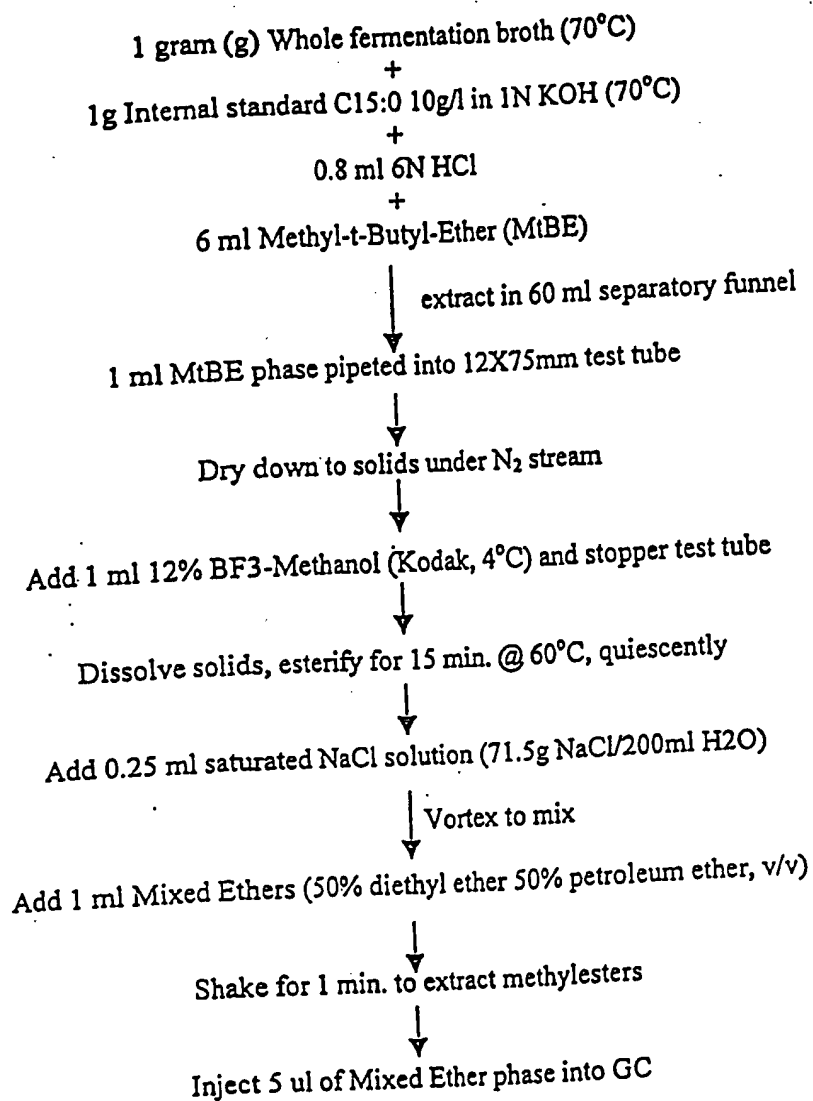 1 gram (g) Whole fermentation broth (70°C)
+
1g Internal standard C15:0 10g/l in 1N KOH (70°C)
+
0.8 ml 6N HCl
+
6 ml Methyl-t-Butyl-Ether (MtBE)
extract in 60 ml separatory funnel
1 ml MtBE phase pipeted into 12X75mm test tube
Dry down to solids under N₂ stream
Add 1 ml 12% BF3-Methanol (Kodak, 4°C) and stopper test tube
Dissolve solids, esterify for 15 min. @ 60°C, quiescently
Add 0.25 ml saturated NaCl solution (71.5g NaCl/200ml H2O)
Vortex to mix
Add 1 ml Mixed Ethers (50% diethyl ether 50% petroleum ether, v/v)
Shake for 1 min. to extract methylesters
Inject 5 ul of Mixed Ether phase into GC